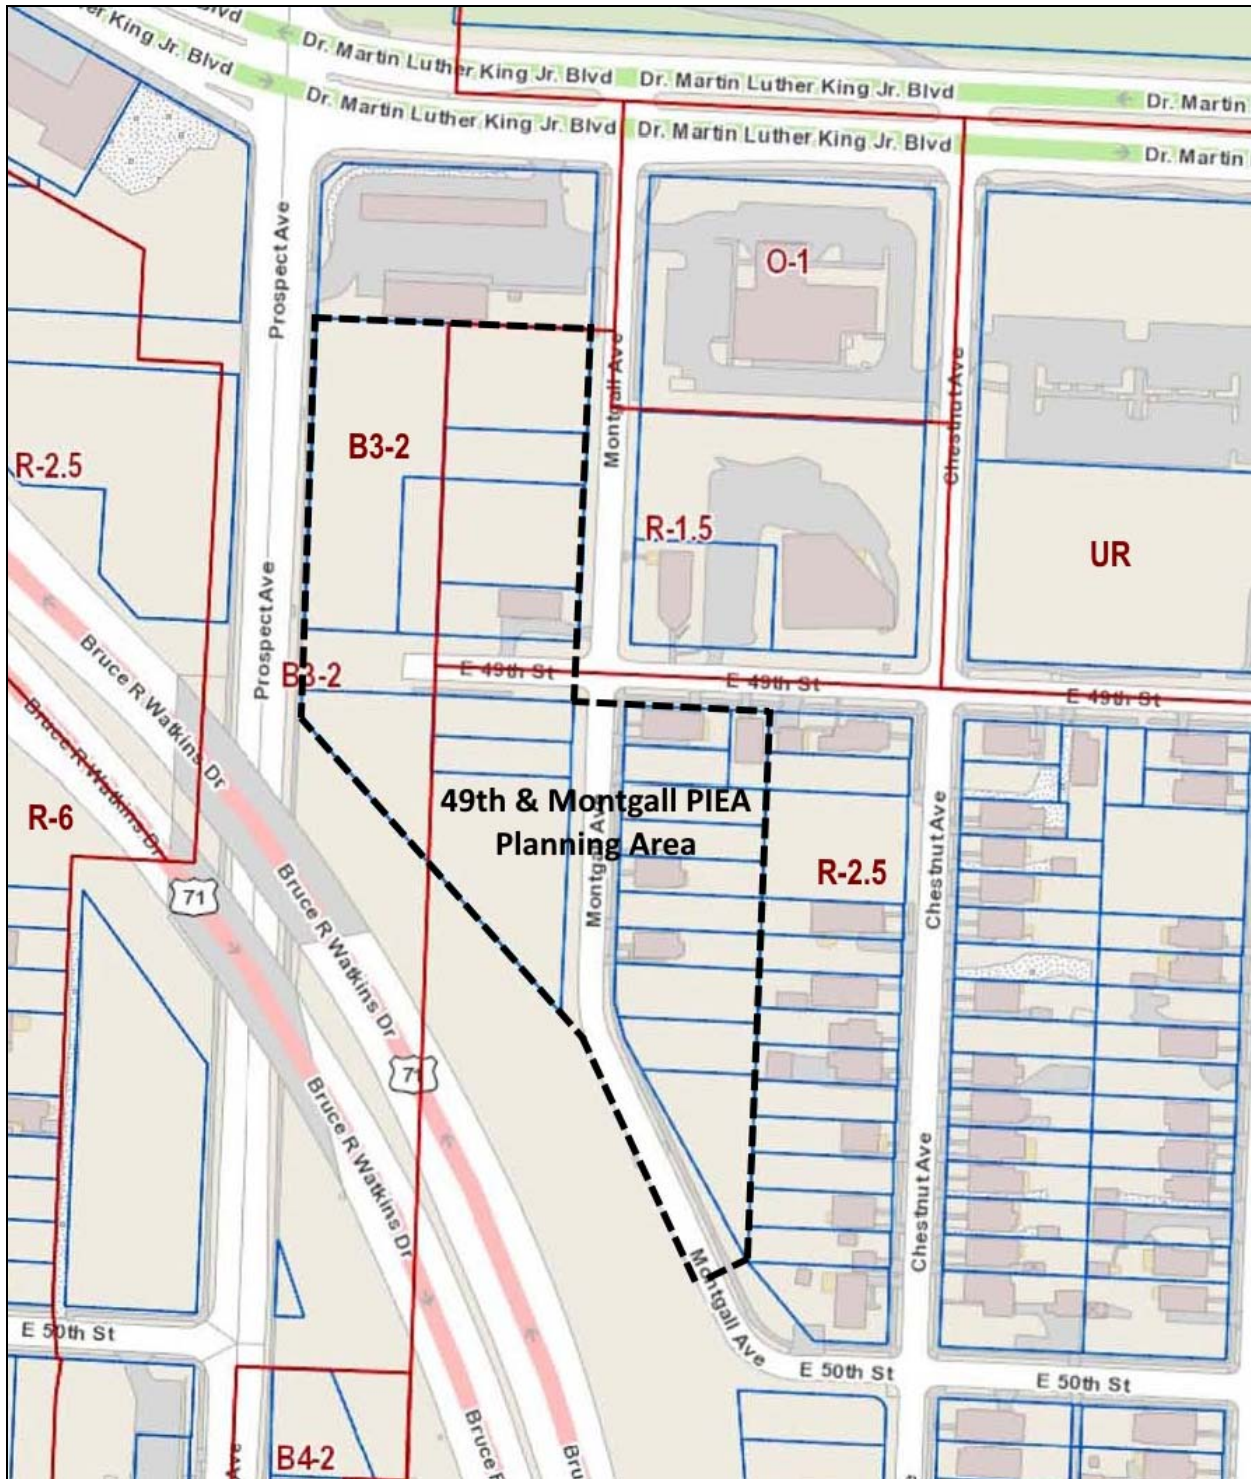 Blvd
Dr. Martin Luther King Jr. Blvd
Dr. Martin Luther King Jr. Blvd
Dr. Martin
King Jr. Blvd
Dr. Martin Luther King Jr. Blvd
Dr. Martin Luther King Jr. Blvd
Dr. Martin
Prospect Ave
O-1
Montgall Ave
Chestnut Ave
B3-2
R-2.5
R-1.5
UR
Prospect Ave
E 49th St
B3-2
E 49th St
E 49th St
Bruce R Watkins Dr
Bruce R Watkins Dr
49th & Montgall PIEA
Planning Area
R-6
Montgall Ave
R-2.5
Chestnut Ave
71
Bruce R Watkins Dr
71
Bruce R Watkins Dr
Chestnut Ave
Montgall Ave
E 50th St
E 50th St
E 50th St
B4-2
Ave
Bruce R
Bru